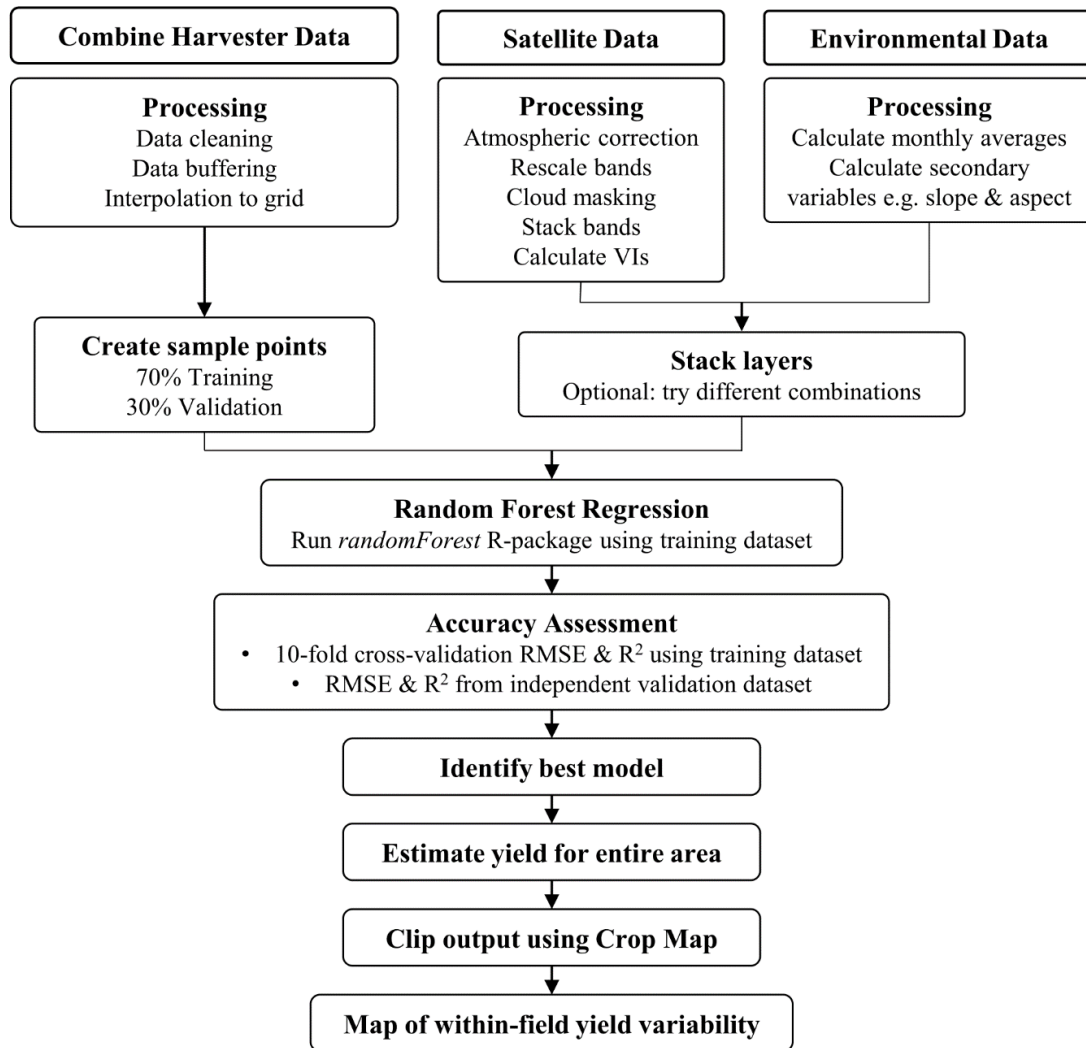 Combine Harvester Data
Processing
Data cleaning
Data buffering
Interpolation to grid
Satellite Data
Processing
Atmospheric correction
Rescale bands
Cloud masking
Stack bands
Calculate VIs
Environmental Data
Processing
Calculate monthly averages
Calculate secondary
variables e.g. slope & aspect
Create sample points
70% Training
30% Validation
Stack layers
Optional: try different combinations
Random Forest Regression
Run randomForest R-package using training dataset
Accuracy Assessment
• 10-fold cross-validation RMSE & R² using training dataset
• RMSE & R² from independent validation dataset
Identify best model
Estimate yield for entire area
Clip output using Crop Map
Map of within-field yield variability